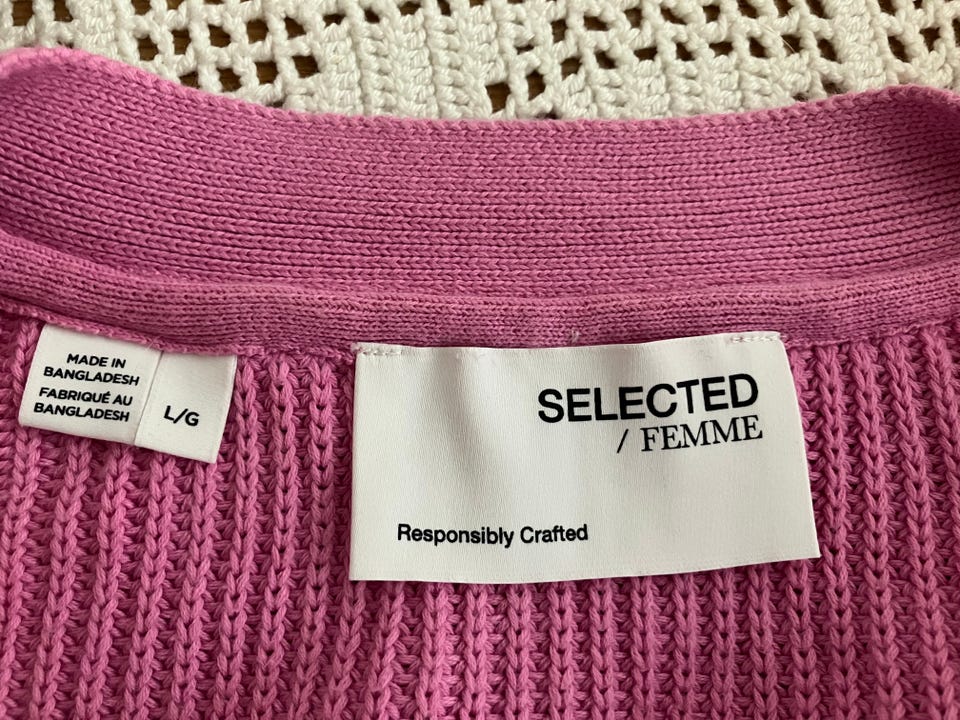 MADE IN
BANGLADESH
FABRIQUÉ AU
BANGLADESH
L/G
SELECTED
/ FEMME
Responsibly Crafted